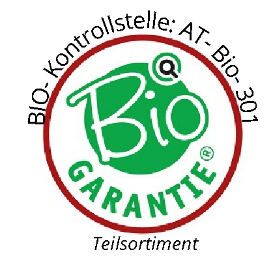 BIO- Kontrollstelle: AT- Bio- 301
Bio
GARANTIE®
Teilsortiment